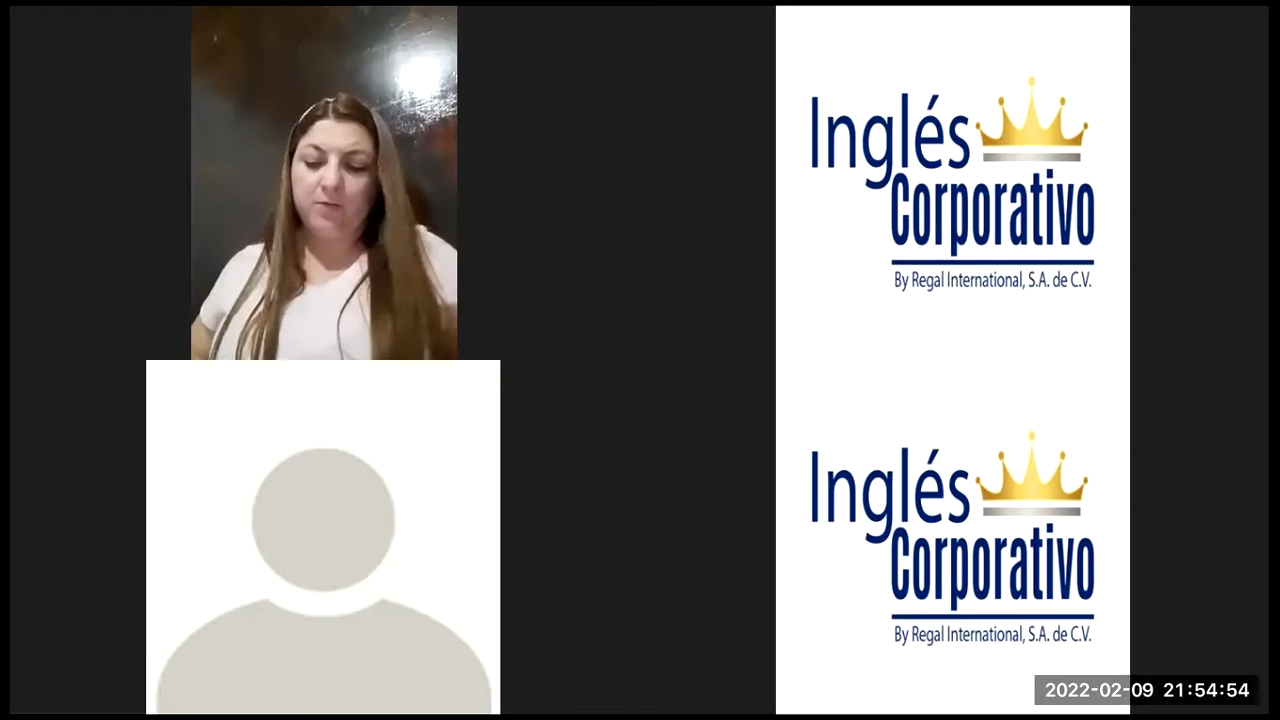 Inglés
Corporativo
By Regal International, S.A. de C.V.
Inglés
Corporativo
By Regal International, S.A. de C.V.
2022-02-09 21:54:54